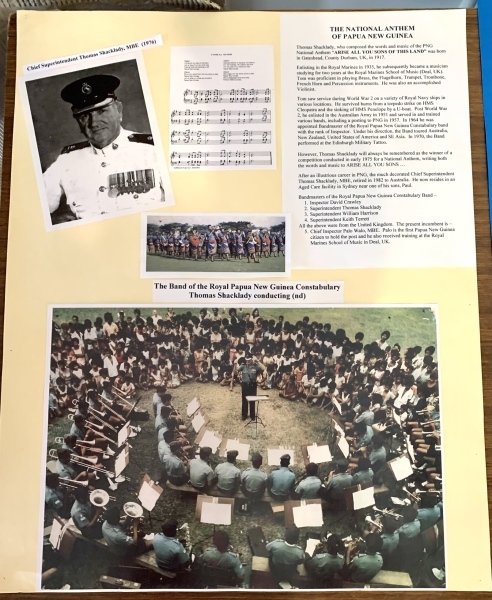 Chief Superintendent Thomas Shacklady, MBE (1976)
THE NATIONAL ANTHEM
OF PAPUA NEW GUINEA
Thomas Shacklady, who composed the words and music of the PNG
National Anthem "ARISE ALL YOU SONS OF THIS LAND" was born
in Gateshead, County Durham, UK, in 1917.
Enlisting in the Royal Marines in 1935, he subsequently became a musician
studying for two years at the Royal Marines School of Music (Deal, UK).
Tom was proficient in playing Brass, the Flugelhorn, Trumpet, Trombone,
French Horn and Percussion instruments. He was also an accomplished
Violinist.
Tom saw service during World War 2 on a variety of Royal Navy ships in
various locations. He survived burns from a torpedo strike on HMS
Cleopatra and the sinking of HMS Penelope by a U-boat. Post World War
2, he enlisted in the Australian Army in 1951 and served in and trained
various bands, including a posting to PNG in 1957. In 1964 he was
appointed Bandmaster of the Royal Papua New Guinea Constabulary band
with the rank of Inspector. Under his direction, the Band toured Australia,
New Zealand, United States of America and SE Asia. In 1970, the Band
performed at the Edinburgh Military Tattoo.
However, Thomas Shacklady will always be remembered as the winner of a
competition conducted in early 1975 for a National Anthem, writing both
the words and music to ARISE ALL YOU SONS ....
After an illustrious career in PNG, the much decorated Chief Superintendent
Thomas Shacklady, MBE, retired in 1982 to Australia. He now resides in an
Aged Care facility in Sydney near one of his sons, Paul.
Bandmasters of the Royal Papua New Guinea Constabulary Band –
1. Inspector David Crawley
2. Superintendent Thomas Shacklady
3. Superintendent William Harrison
4. Superintendent Keith Terrett
All the above were from the United Kingdom. The present incumbent is –
5. Chief Inspector Palo Walo, MBE. Palo is the first Papua New Guinea
citizen to hold the post and he also received training at the Royal
Marines School of Music in Deal, UK.
The Band of the Royal Papua New Guinea Constabulary
Thomas Shacklady conducting (nd)